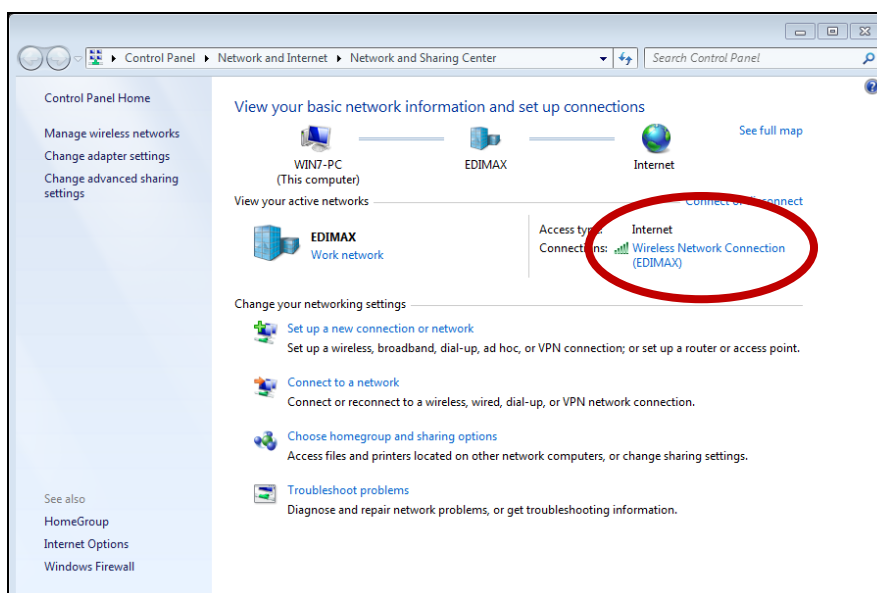 Control Panel Network and Internet Network and Sharing Center Search Control Panel
Control Panel Home
Manage wireless networks
Change adapter settings
Change advanced sharing
settings
See also
HomeGroup
Internet Options
Windows Firewall
View your basic network information and set up connections
See full map
WIN7-PC
(This computer)
EDIMAX
Internet
View your active networks
Connect or disconnect
EDIMAX
Work network
Access type: Internet
Connections: Wireless Network Connection
(EDIMAX)
Change your networking settings
Set up a new connection or network
Set up a wireless, broadband, dial-up, ad hoc, or VPN connection; or set up a router or access point.
Connect to a network
Connect or reconnect to a wireless, wired, dial-up, or VPN network connection.
Choose homegroup and sharing options
Access files and printers located on other network computers, or change sharing settings.
Troubleshoot problems
Diagnose and repair network problems, or get troubleshooting information.